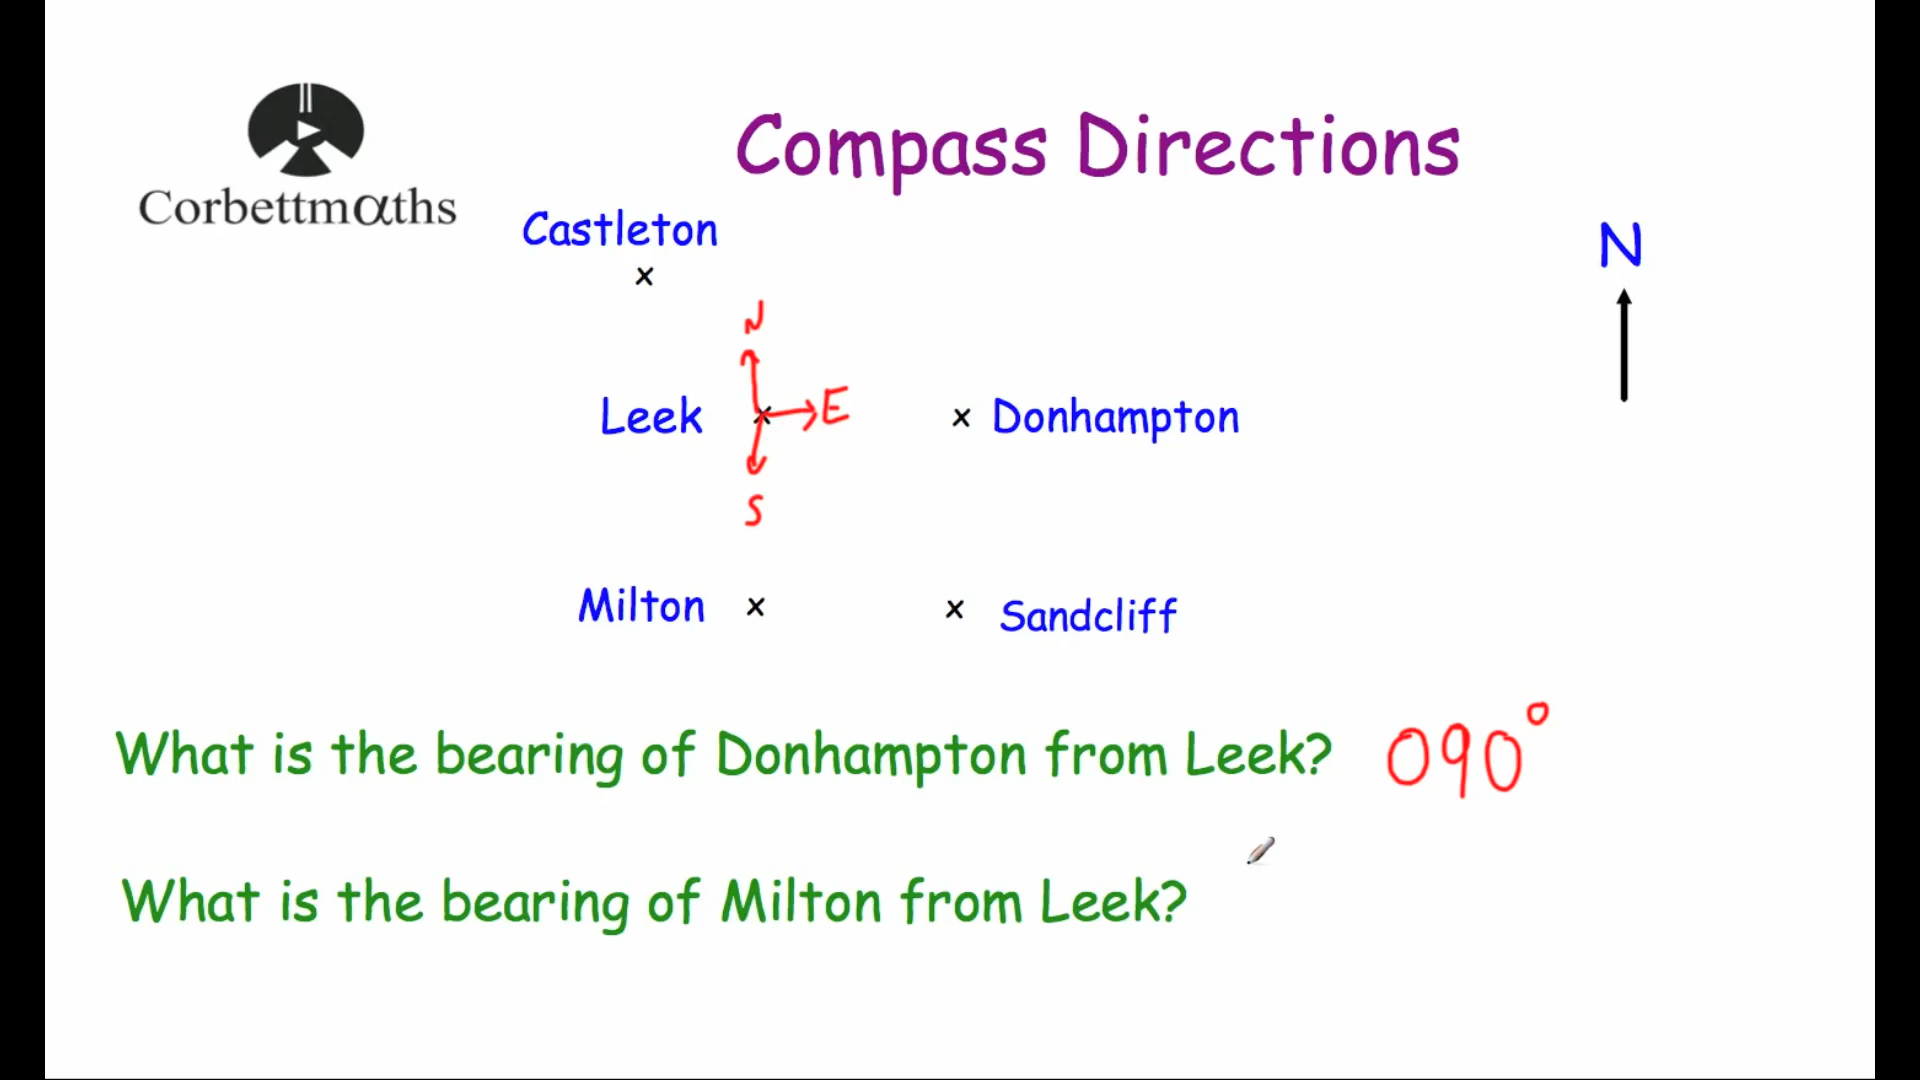 Corbettmαths
Compass Directions
Castleton
N
N
Leek
E
Donhampton
S
Milton
Sandcliff
What is the bearing of Donhampton from Leek? 090°
What is the bearing of Milton from Leek?